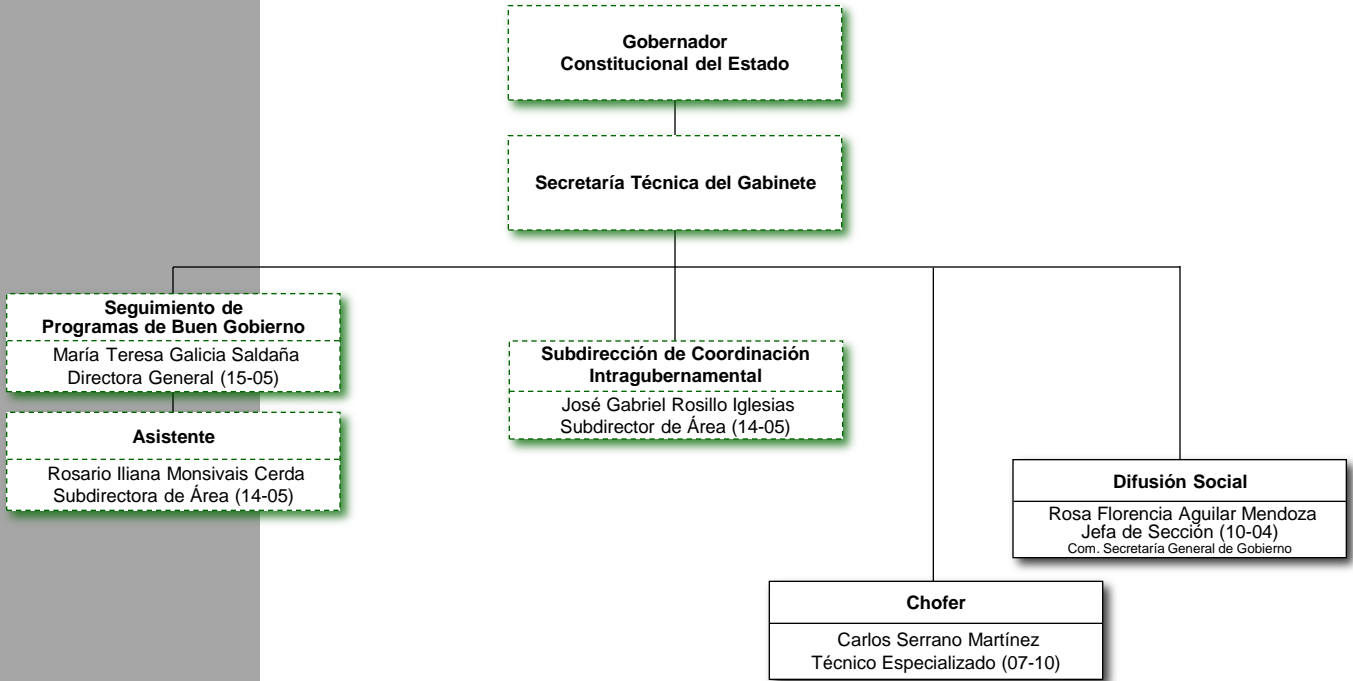 Gobernador
Constitucional del Estado
Secretaría Técnica del Gabinete
Seguimiento de
Programas de Buen Gobierno
María Teresa Galicia Saldaña
Directora General (15-05)
Asistente
Rosario Iliana Monsivais Cerda
Subdirectora de Área (14-05)
Subdirección de Coordinación
Intragubernamental
José Gabriel Rosillo Iglesias
Subdirector de Área (14-05)
Difusión Social
Rosa Florencia Aguilar Mendoza
Jefa de Sección (10-04)
Com. Secretaría General de Gobierno
Chofer
Carlos Serrano Martínez
Técnico Especializado (07-10)